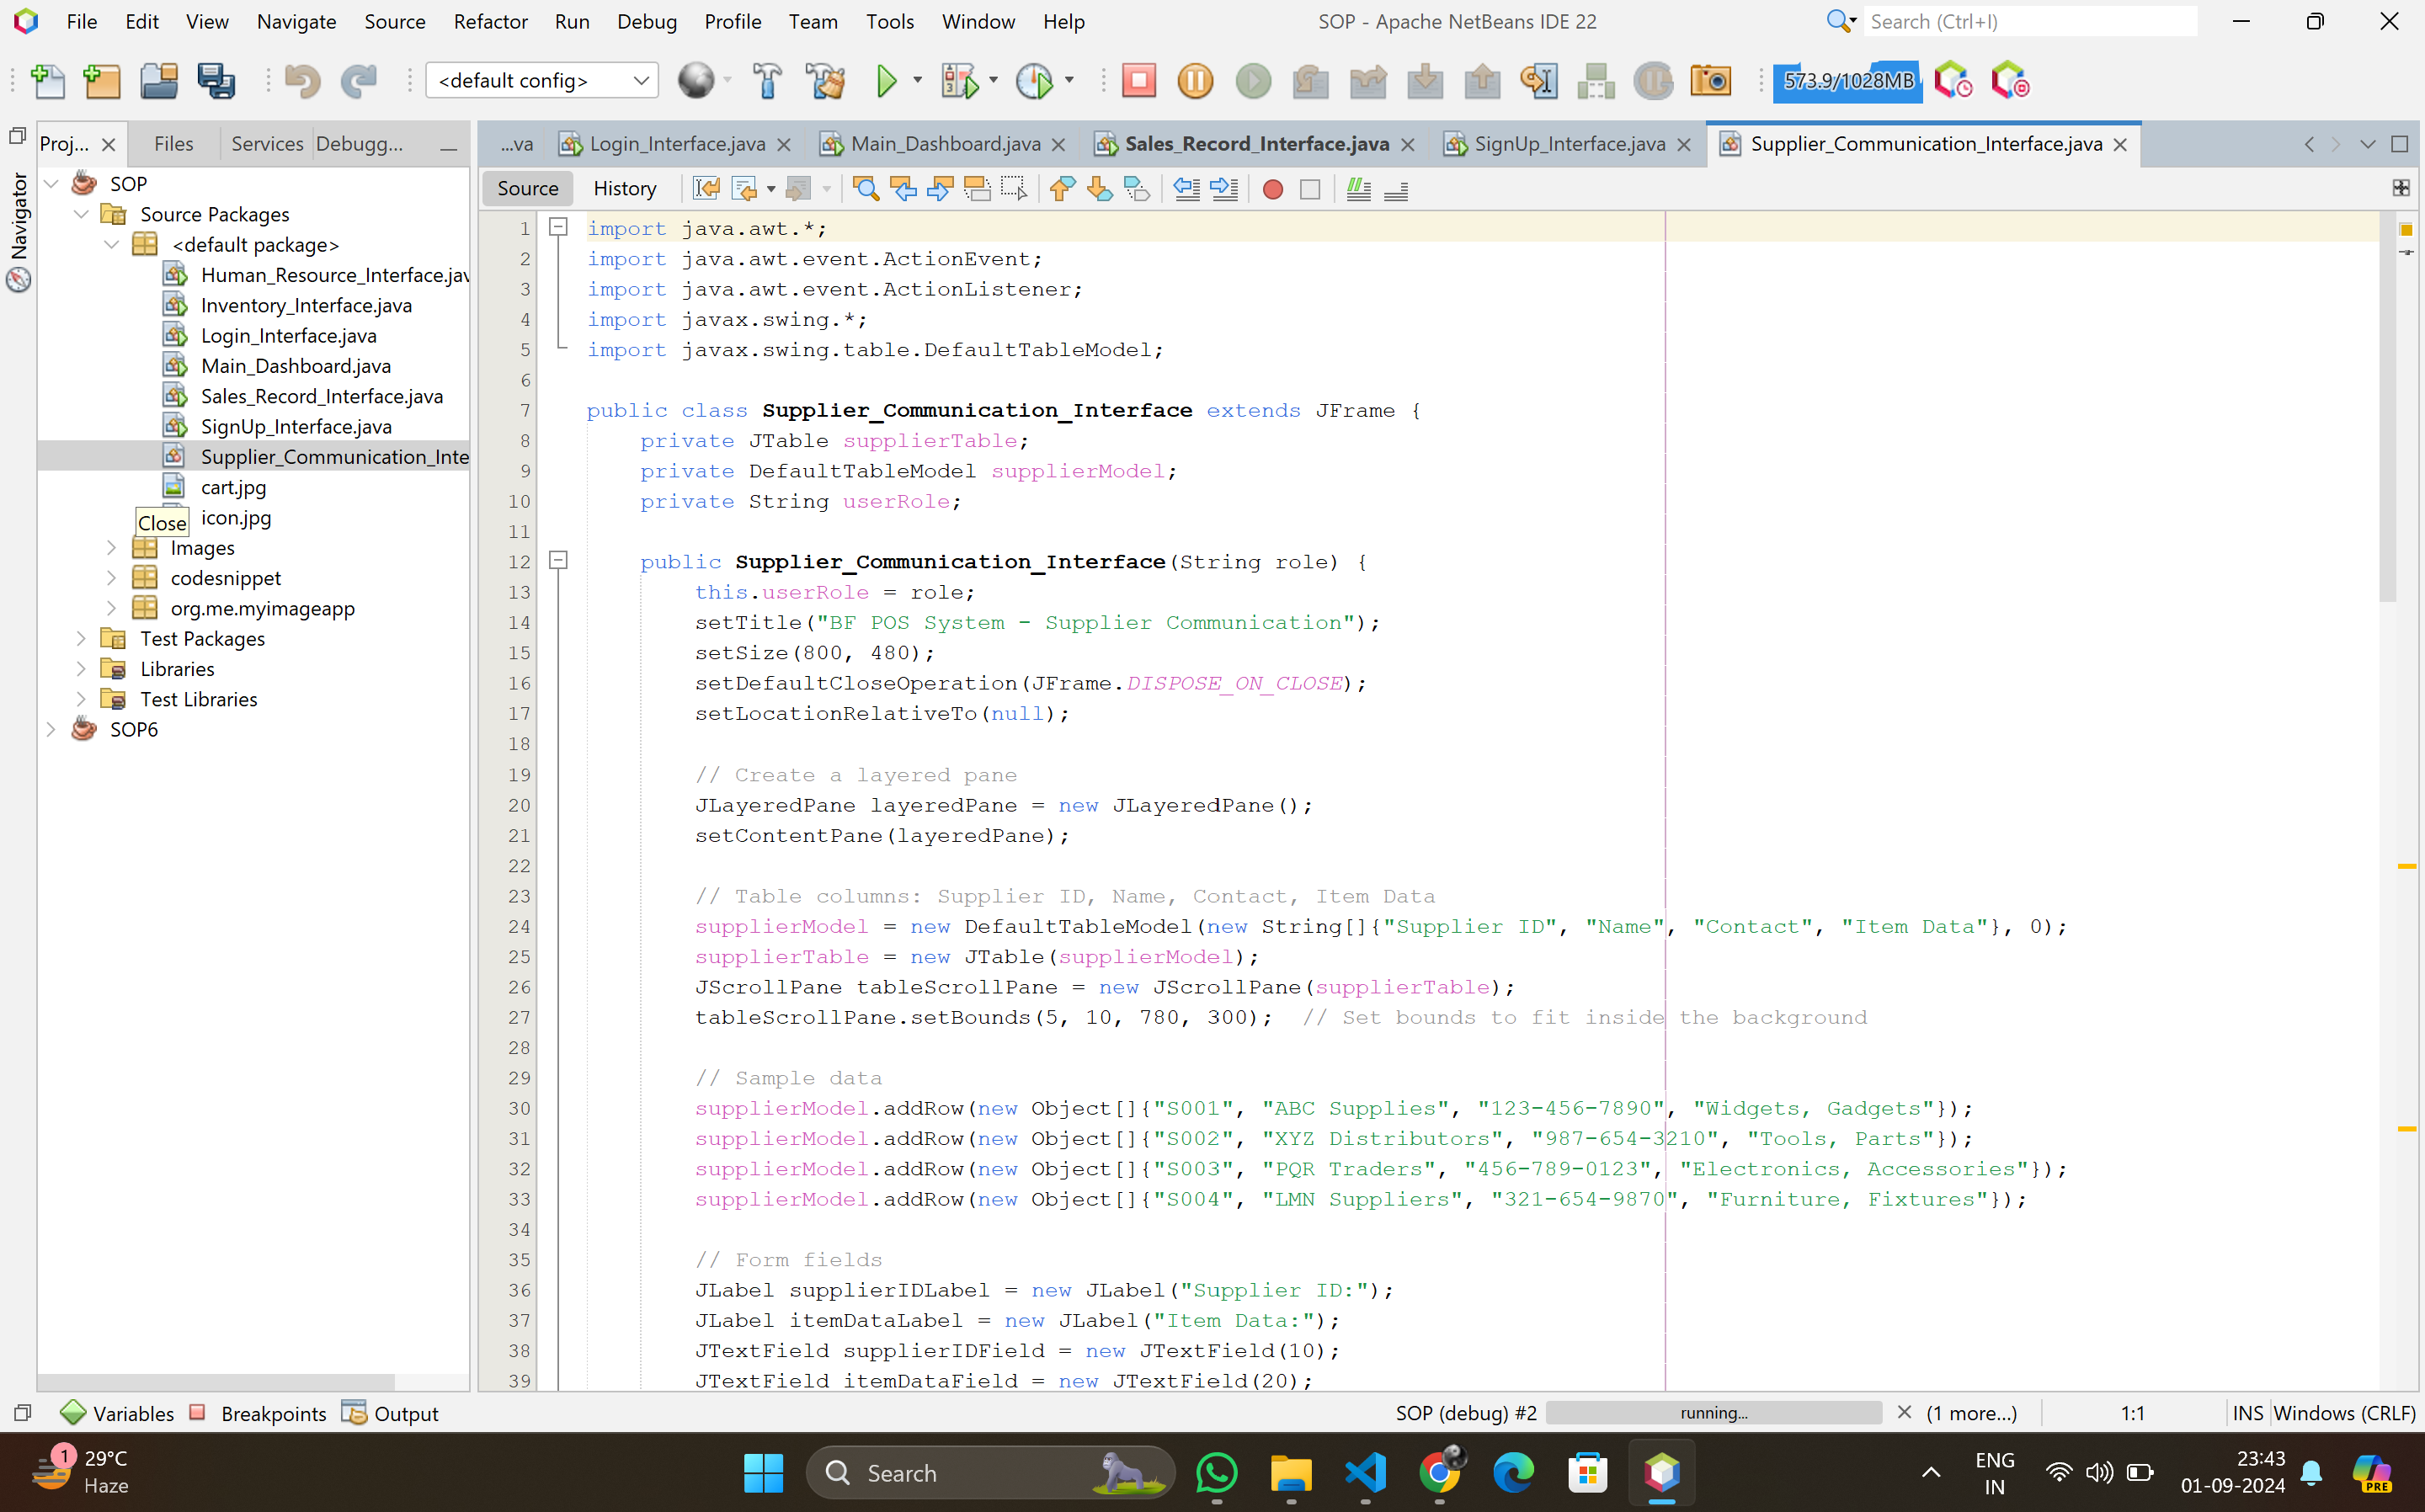 File Edit View Navigate Source Refactor Run Debug Profile Team Tools Window Help
SOP - Apache NetBeans IDE 22
Search (Ctrl+I)
<default config>
573.9/1028MB
Proj... Files Services Debugg...
...va Login_Interface.java Main_Dashboard.java Sales_Record_Interface.java SignUp_Interface.java Supplier_Communication_Interface.java
Source History
Navigator
SOP
Source Packages
<default package>
Human_Resource_Interface.jav
Inventory_Interface.java
Login_Interface.java
Main_Dashboard.java
Sales_Record_Interface.java
SignUp_Interface.java
Supplier_Communication_Inte
cart.jpg
icon.jpg
Close
Images
codesnippet
org.me.myimageapp
Test Packages
Libraries
Test Libraries
SOP6
1 import java.awt.*;
2 import java.awt.event.ActionEvent;
3 import java.awt.event.ActionListener;
4 import javax.swing.*;
5 import javax.swing.table.DefaultTableModel;
6
7 public class Supplier_Communication_Interface extends JFrame {
8 private JTable supplierTable;
9 private DefaultTableModel supplierModel;
10 private String userRole;
11
12 public Supplier_Communication_Interface(String role) {
13 this.userRole = role;
14 setTitle("BF POS System - Supplier Communication");
15 setSize(800, 480);
16 setDefaultCloseOperation(JFrame.DISPOSE_ON_CLOSE);
17 setLocationRelativeTo(null);
18
19 // Create a layered pane
20 JLayeredPane layeredPane = new JLayeredPane();
21 setContentPane(layeredPane);
22
23 // Table columns: Supplier ID, Name, Contact, Item Data
24 supplierModel = new DefaultTableModel(new String[]{"Supplier ID", "Name", "Contact", "Item Data"}, 0);
25 supplierTable = new JTable(supplierModel);
26 JScrollPane tableScrollPane = new JScrollPane(supplierTable);
27 tableScrollPane.setBounds(5, 10, 780, 300); // Set bounds to fit inside the background
28
29 // Sample data
30 supplierModel.addRow(new Object[]{"S001", "ABC Supplies", "123-456-7890", "Widgets, Gadgets"});
31 supplierModel.addRow(new Object[]{"S002", "XYZ Distributors", "987-654-3210", "Tools, Parts"});
32 supplierModel.addRow(new Object[]{"S003", "PQR Traders", "456-789-0123", "Electronics, Accessories"});
33 supplierModel.addRow(new Object[]{"S004", "LMN Suppliers", "321-654-9870", "Furniture, Fixtures"});
34
35 // Form fields
36 JLabel supplierIDLabel = new JLabel("Supplier ID:");
37 JLabel itemDataLabel = new JLabel("Item Data:");
38 JTextField supplierIDField = new JTextField(10);
39 JTextField itemDataField = new JTextField(20);
Variables Breakpoints Output
SOP (debug) #2 running... (1 more...) 1:1 INS Windows (CRLF)
1
29°C
Haze
Search
ENG
IN
23:43
01-09-2024
PRE